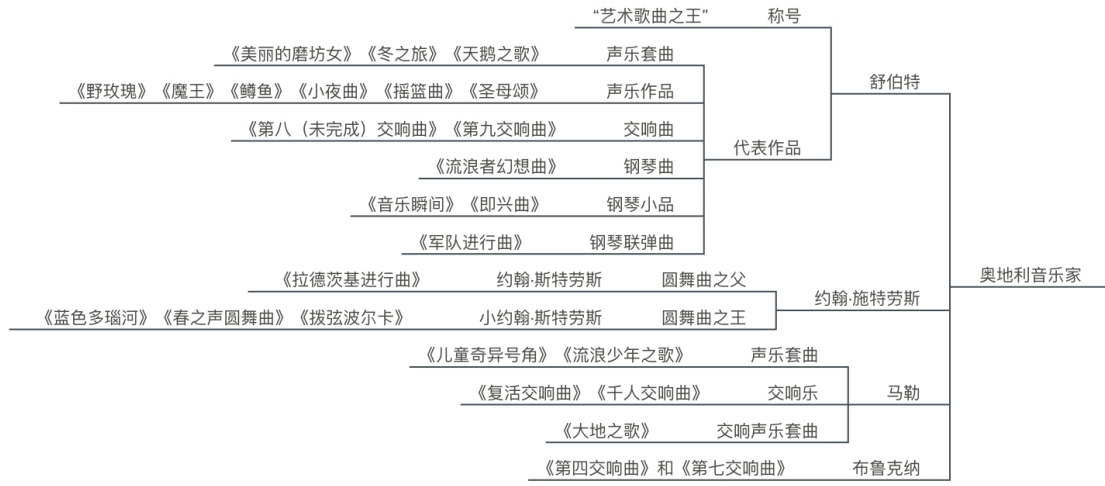 “艺术歌曲之王” 称号
《美丽的磨坊女》《冬之旅》《天鹅之歌》 声乐套曲
舒伯特
《野玫瑰》《魔王》《鳟鱼》《小夜曲》《摇篮曲》《圣母颂》 声乐作品
《第八（未完成）交响曲》《第九交响曲》 交响曲
代表作品
《流浪者幻想曲》 钢琴曲
《音乐瞬间》《即兴曲》 钢琴小品
《军队进行曲》 钢琴联弹曲
奥地利音乐家
《拉德茨基进行曲》 约翰·斯特劳斯 圆舞曲之父
约翰·施特劳斯
《蓝色多瑙河》《春之声圆舞曲》《拨弦波尔卡》 小约翰·斯特劳斯 圆舞曲之王
《儿童奇异号角》《流浪少年之歌》 声乐套曲
《复活交响曲》《千人交响曲》 交响乐 马勒
《大地之歌》 交响声乐套曲
《第四交响曲》和《第七交响曲》 布鲁克纳